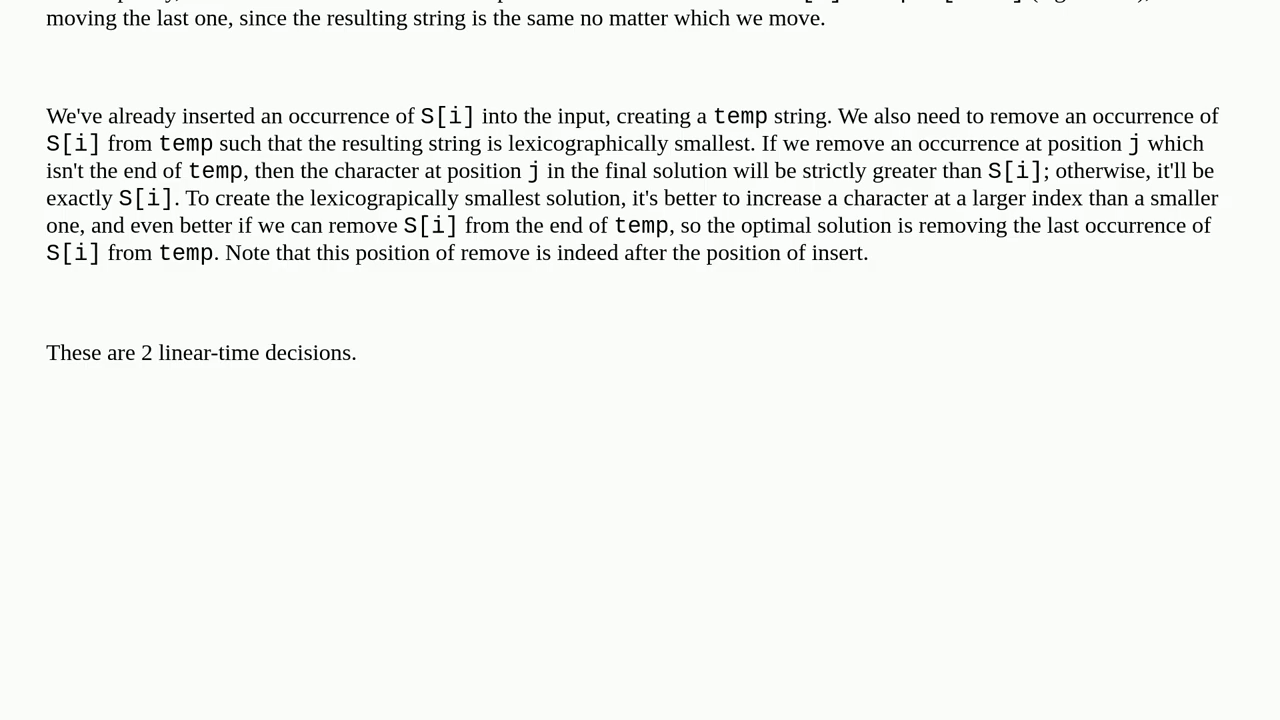 moving the last one, since the resulting string is the same no matter which we move.
We've already inserted an occurrence of S[i] into the input, creating a temp string. We also need to remove an occurrence of
S[i] from temp such that the resulting string is lexicographically smallest. If we remove an occurrence at position j which
isn't the end of temp, then the character at position j in the final solution will be strictly greater than S[i]; otherwise, it'll be
exactly S[i]. To create the lexicograpically smallest solution, it's better to increase a character at a larger index than a smaller
one, and even better if we can remove S[i] from the end of temp, so the optimal solution is removing the last occurrence of
S[i] from temp. Note that this position of remove is indeed after the position of insert.
These are 2 linear-time decisions.